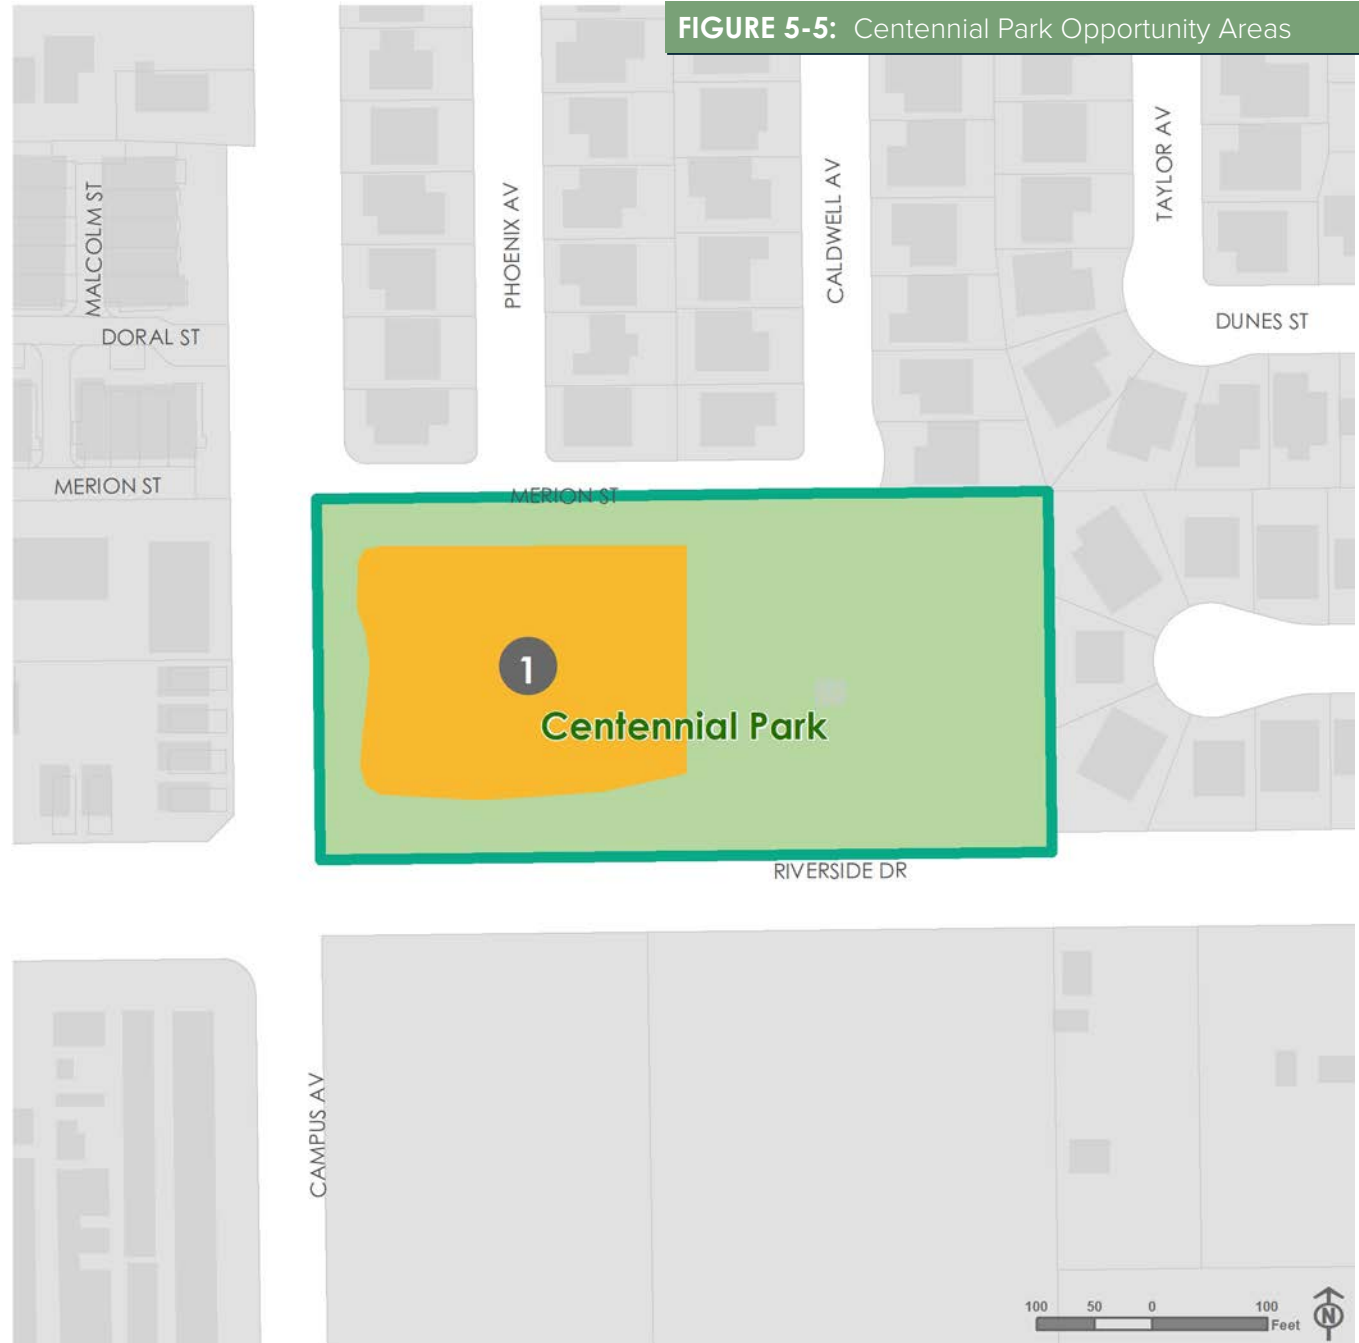 FIGURE 5-5: Centennial Park Opportunity Areas
MALCOLM ST
PHOENIX AV
CALDWELL AV
TAYLOR AV
DORAL ST
DUNES ST
MERION ST
MERION ST
1
Centennial Park
RIVERSIDE DR
CAMPUS AV
100 50 0 100
Feet
N